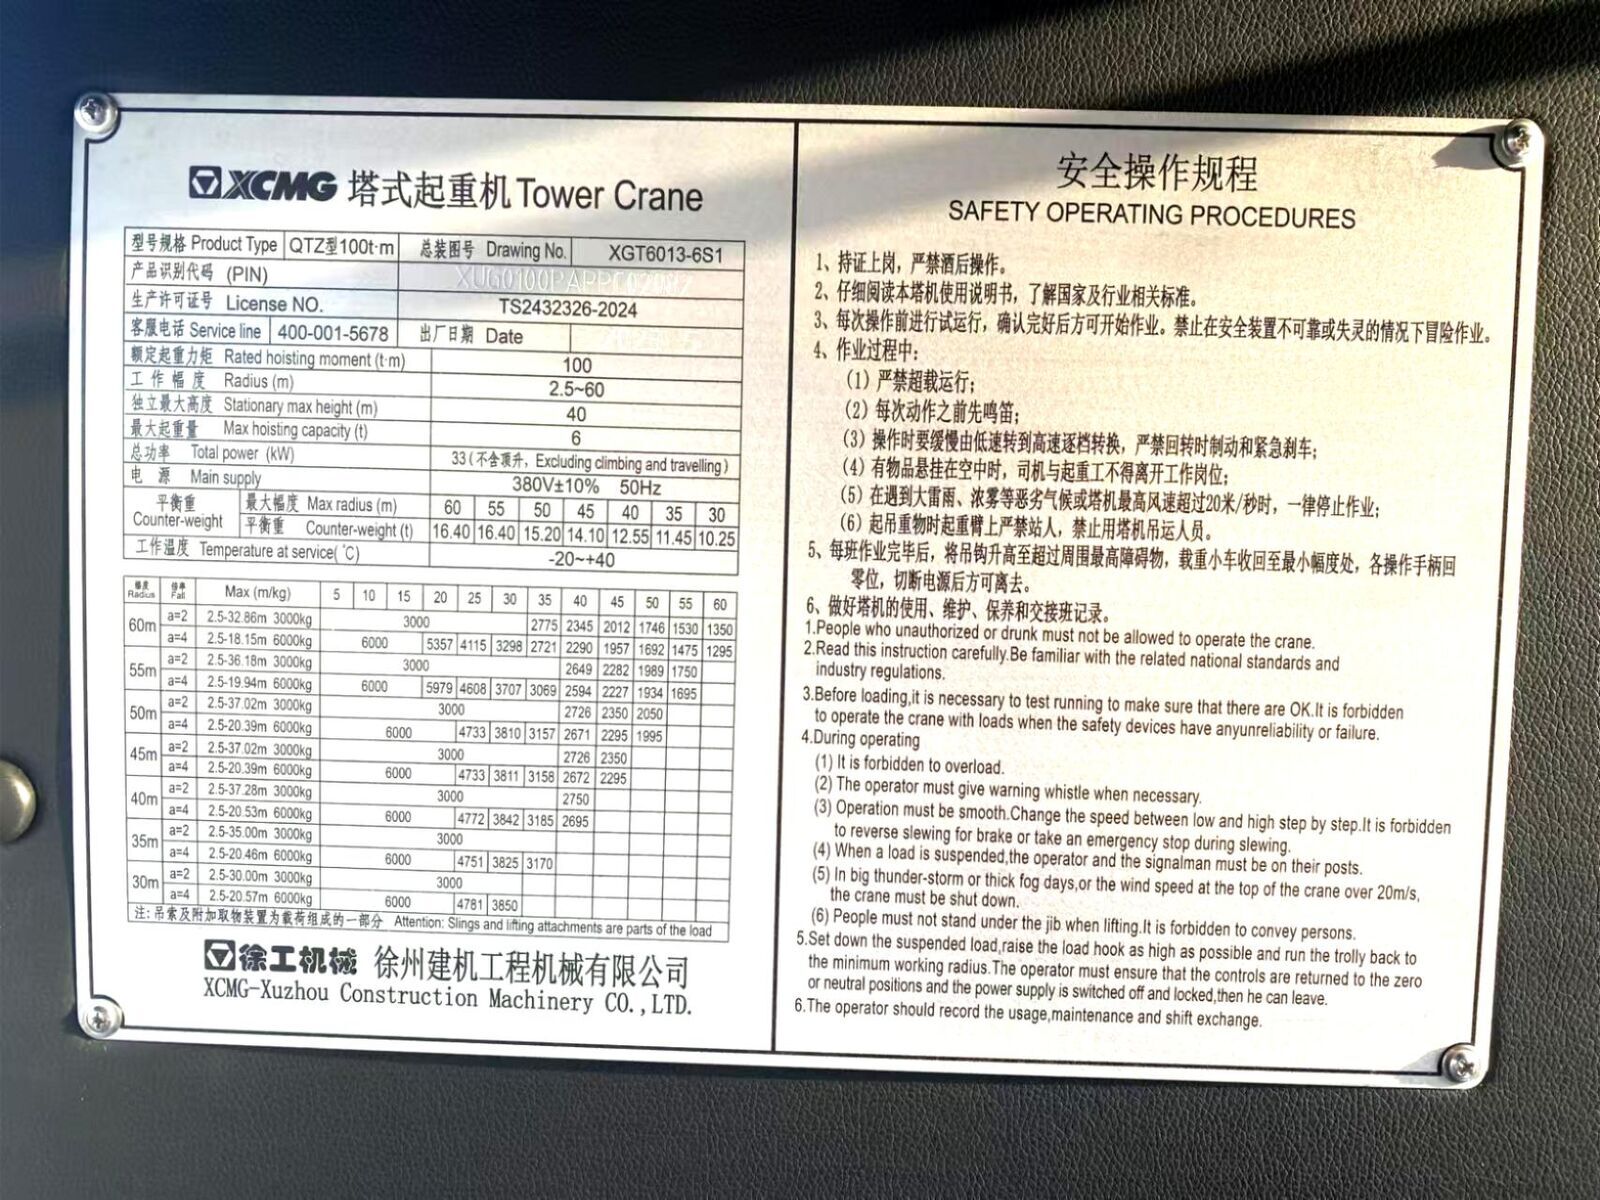 XCMG 塔式起重机 Tower Crane
型号规格 Product Type QTZ型100t·m 总装图号 Drawing No. XGT6013-6S1
产品识别代码 (PIN)
生产许可证号 License NO. TS2432326-2024
客服电话 Service line 400-001-5678 出厂日期 Date
额定起重力矩 Rated hoisting moment (t·m) 100
工作幅度 Radius (m) 2.5~60
独立最大高度 Stationary max height (m) 40
最大起重量 Max hoisting capacity (t) 6
总功率 Total power (kW) 33 (不含顶升, Excluding climbing and travelling)
电源 Main supply 380V±10% 50Hz
平衡重 Counter-weight 最大幅度 Max radius (m) 60 55 50 45 40 35 30
平衡重 Counter-weight (t) 16.40 16.40 15.20 14.10 12.55 11.45 10.25
工作温度 Temperature at service(℃) -20~+40
幅度 Radius 倍率 Fall Max (m/kg) 5 10 15 20 25 30 35 40 45 50 55 60
60m a=2 2.5-32.86m 3000kg 3000 2775 2345 2012 1746 1530 1350
a=4 2.5-18.15m 6000kg 6000 5357 4115 3298 2721 2290 1957 1692 1475 1295
55m a=2 2.5-36.18m 3000kg 3000 2649 2282 1989 1750
a=4 2.5-19.94m 6000kg 6000 5979 4608 3707 3069 2594 2227 1934 1695
50m a=2 2.5-37.02m 3000kg 3000 2726 2350 2050
a=4 2.5-20.39m 6000kg 6000 4733 3810 3157 2671 2295 1995
45m a=2 2.5-37.02m 3000kg 3000 2726 2350
a=4 2.5-20.39m 6000kg 6000 4733 3811 3158 2672 2295
40m a=2 2.5-37.28m 3000kg 3000 2750
a=4 2.5-20.53m 6000kg 6000 4772 3842 3185 2695
35m a=2 2.5-35.00m 3000kg 3000
a=4 2.5-20.46m 6000kg 6000 4751 3825 3170
30m a=2 2.5-30.00m 3000kg 3000
a=4 2.5-20.57m 6000kg 6000 4781 3850
注: 吊索及附加取物装置为载荷组成的一部分 Attention: Slings and lifting attachments are parts of the load
徐工机械 徐州建机工程机械有限公司
XCMG-Xuzhou Construction Machinery CO.,LTD.
安全操作规程
SAFETY OPERATING PROCEDURES
1、持证上岗，严禁酒后操作。
2、仔细阅读本塔机使用说明书，了解国家及行业相关标准。
3、每次操作前进行试运行，确认完好后方可开始作业。禁止在安全装置不可靠或失灵的情况下冒险作业。
4、作业过程中:
(1) 严禁超载运行;
(2) 每次动作之前先鸣笛;
(3) 操作时要缓慢由低速转到高速逐档转换，严禁回转时制动和紧急刹车;
(4) 有物品悬挂在空中时，司机与起重工不得离开工作岗位;
(5) 在遇到大雷雨、浓雾等恶劣气候或塔机最高风速超过20米/秒时，一律停止作业;
(6) 起吊重物时起重臂上严禁站人，禁止用塔机吊运人员。
5、每班作业完毕后，将吊钩升高至超过周围最高障碍物，载重小车收回至最小幅度处，各操作手柄回
零位，切断电源后方可离去。
6、做好塔机的使用、维护、保养和交接班记录。
1.People who unauthorized or drunk must not be allowed to operate the crane.
2.Read this instruction carefully.Be familiar with the related national standards and
industry regulations.
3.Before loading,it is necessary to test running to make sure that there are OK.It is forbidden
to operate the crane with loads when the safety devices have anyunreliability or failure.
4.During operating
(1) It is forbidden to overload.
(2) The operator must give warning whistle when necessary.
(3) Operation must be smooth.Change the speed between low and high step by step.It is forbidden
to reverse slewing for brake or take an emergency stop during slewing.
(4) When a load is suspended,the operator and the signalman must be on their posts.
(5) In big thunder-storm or thick fog days,or the wind speed at the top of the crane over 20m/s,
the crane must be shut down.
(6) People must not stand under the jib when lifting.It is forbidden to convey persons.
5.Set down the suspended load,raise the load hook as high as possible and run the trolly back to
the minimum working radius.The operator must ensure that the controls are returned to the zero
or neutral positions and the power supply is switched off and locked,then he can leave.
6.The operator should record the usage,maintenance and shift exchange.